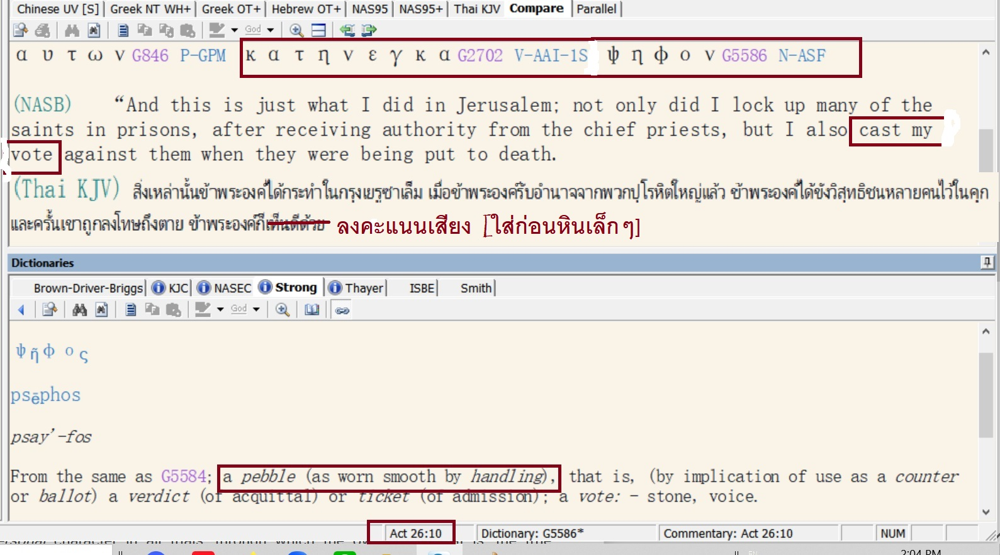 Chinese UV [S] Greek NT WH+ Greek OT+ Hebrew OT+ NAS95 NAS95+ Thai KJV Compare Parallel
God
α υ τ ω ν G846 P-GPM κ α τ η ν ε γ κ α G2702 V-AAI-1S ψ η φ ο ν G5586 N-ASF
(NASB) “And this is just what I did in Jerusalem; not only did I lock up many of the
saints in prisons, after receiving authority from the chief priests, but I also cast my
vote against them when they were being put to death.
(Thai KJV) สิ่งเหล่านั้นข้าพระองค์ได้กระทำในกรุงเยรูซาเล็ม เมื่อข้าพระองค์รับอำนาจจากพวกปุโรหิตใหญ่แล้ว ข้าพระองค์ได้ขังวิสุทธิชนหลายคนไว้ในคุก
และครั้นเขาถูกลงโทษถึงตาย ข้าพระองค์ก็เห็นดีด้วย ลงคะแนนเสียง [ใส่ก่อนหินเล็กๆ]
Dictionaries
Brown-Driver-Briggs KJC NASEC Strong Thayer ISBE Smith
God
ψῆφος
psēphos
psay’-fos
From the same as G5584; a pebble (as worn smooth by handling), that is, (by implication of use as a counter
or ballot) a verdict (of acquittal) or ticket (of admission); a vote: - stone, voice.
Act 26:10 Dictionary: G5586* Commentary: Act 26:10 NUM
2:04 PM